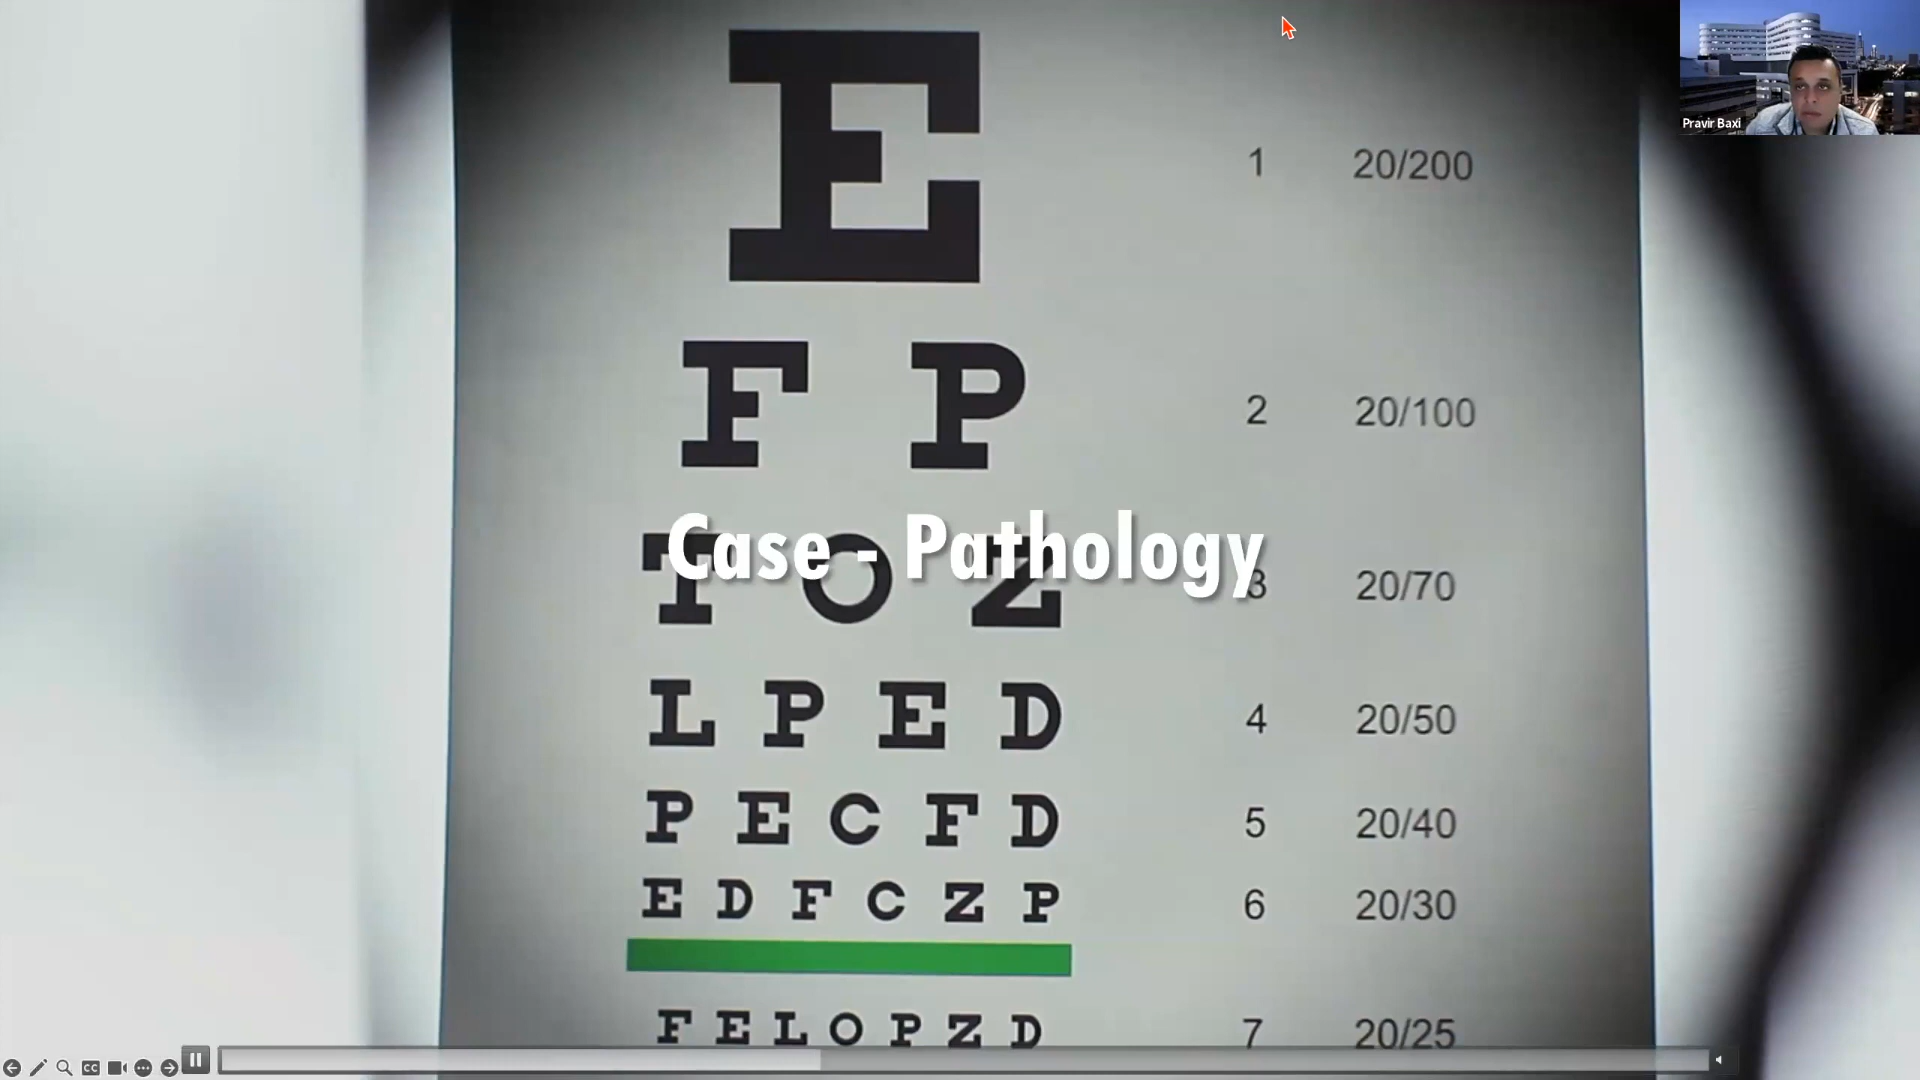 E 1 20/200
Pravir Baxi
F P 2 20/100
Case - Pathology
T O Z 3 20/70
L P E D 4 20/50
P E C F D 5 20/40
E D F C Z P 6 20/30
F E L O P Z D 7 20/25
CC